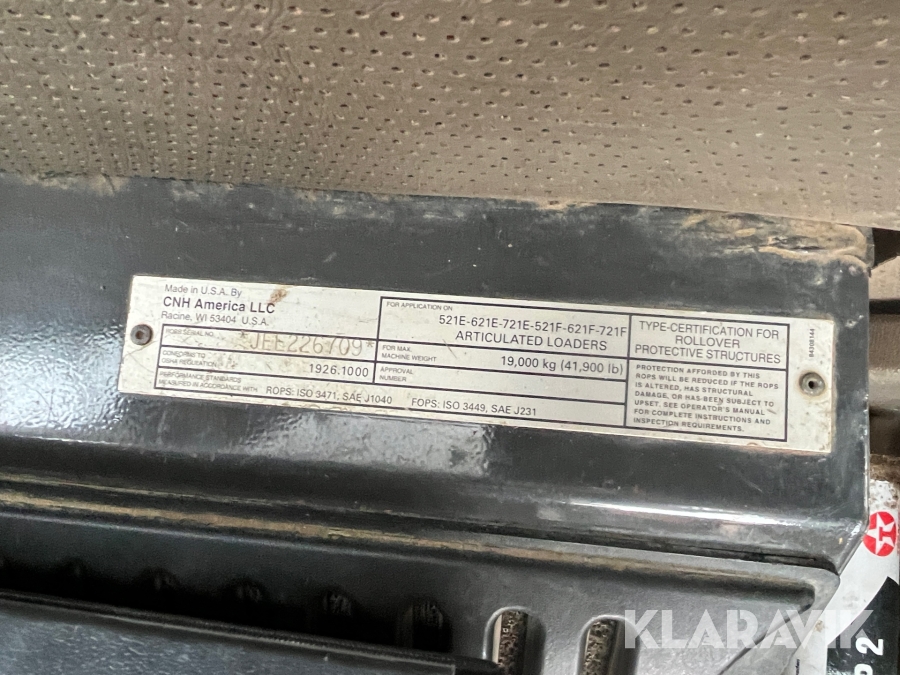 Made in U.S.A. By
CNH America LLC
Racine, WI 53404 U.S.A.
ROPS SERIAL NO.
*JEE226709*
CONFORMS TO
OSHA REGULATION
1926.1000
PERFORMANCE STANDARDS
MEASURED IN ACCORDANCE WITH
ROPS: ISO 3471, SAE J1040 FOPS: ISO 3449, SAE J231
FOR APPLICATION ON
521E-621E-721E-521F-621F-721F
ARTICULATED LOADERS
FOR MAX.
MACHINE WEIGHT
19,000 kg (41,900 lb)
APPROVAL
NUMBER
TYPE-CERTIFICATION FOR
ROLLOVER
PROTECTIVE STRUCTURES
PROTECTION AFFORDED BY THIS
ROPS WILL BE REDUCED IF THE ROPS
IS ALTERED, HAS STRUCTURAL
DAMAGE, OR HAS BEEN SUBJECT TO
UPSET. SEE OPERATOR'S MANUAL
FOR COMPLETE INSTRUCTIONS AND
INSPECTION REQUIREMENTS.
T
KLARAVIK
2